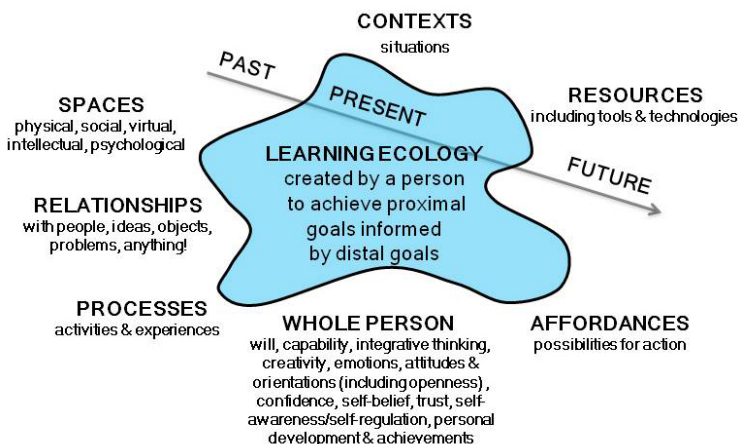 CONTEXTS
situations
PAST
PRESENT
FUTURE
SPACES
physical, social, virtual,
intellectual, psychological
RESOURCES
including tools & technologies
LEARNING ECOLOGY
created by a person
to achieve proximal
goals informed
by distal goals
RELATIONSHIPS
with people, ideas, objects,
problems, anything!
PROCESSES
activities & experiences
WHOLE PERSON
will, capability, integrative thinking,
creativity, emotions, attitudes &
orientations (including openness) ,
confidence, self-belief, trust, self-
awareness/self-regulation, personal
development & achievements
AFFORDANCES
possibilities for action